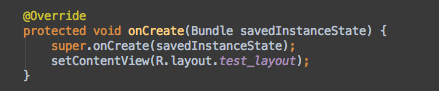 @Override
protected void onCreate(Bundle savedInstanceState) {
    super.onCreate(savedInstanceState);
    setContentView(R.layout.test_layout);
}